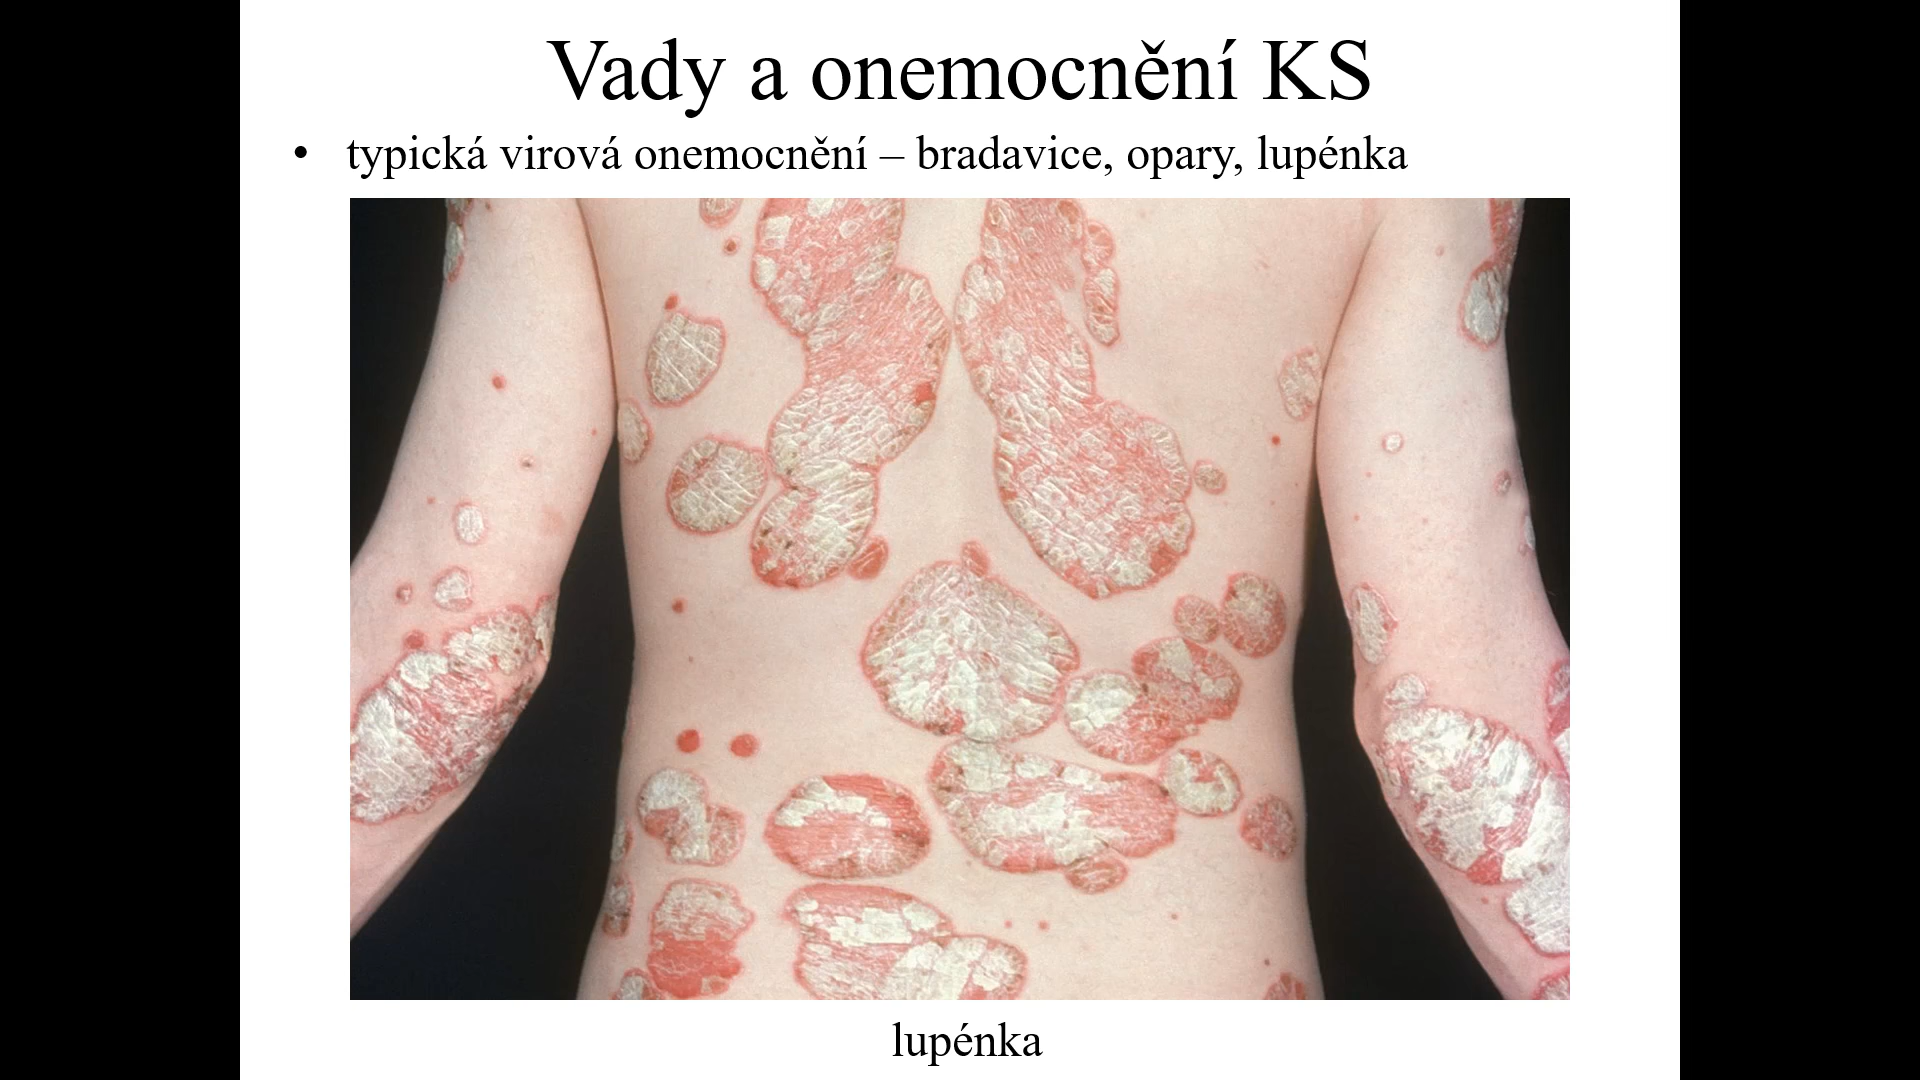 Vady a onemocnění KS
• typická virová onemocnění – bradavice, opary, lupénka
lupénka